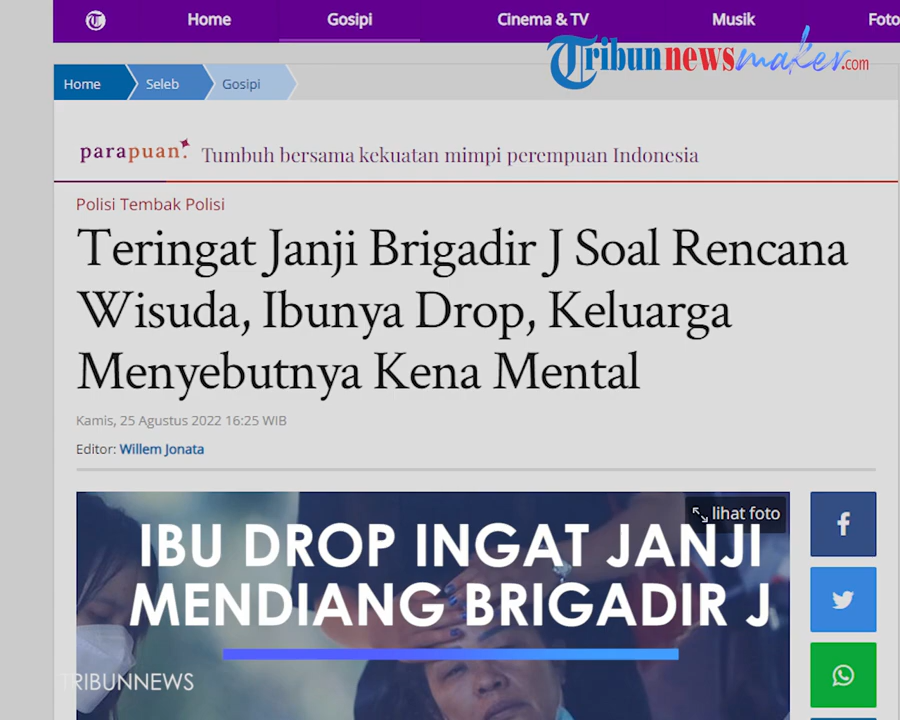 Home Gosipi Cinema & TV Musik Foto
Tribunnewsmaker.com
Home Seleb Gosipi
parapuan. Tumbuh bersama kekuatan mimpi perempuan Indonesia
Polisi Tembak Polisi
Teringat Janji Brigadir J Soal Rencana
Wisuda, Ibunya Drop, Keluarga
Menyebutnya Kena Mental
Kamis, 25 Agustus 2022 16:25 WIB
Editor: Willem Jonata
lihat foto
IBU DROP INGAT JANJI
MENDIANG BRIGADIR J
TRIBUNNEWS